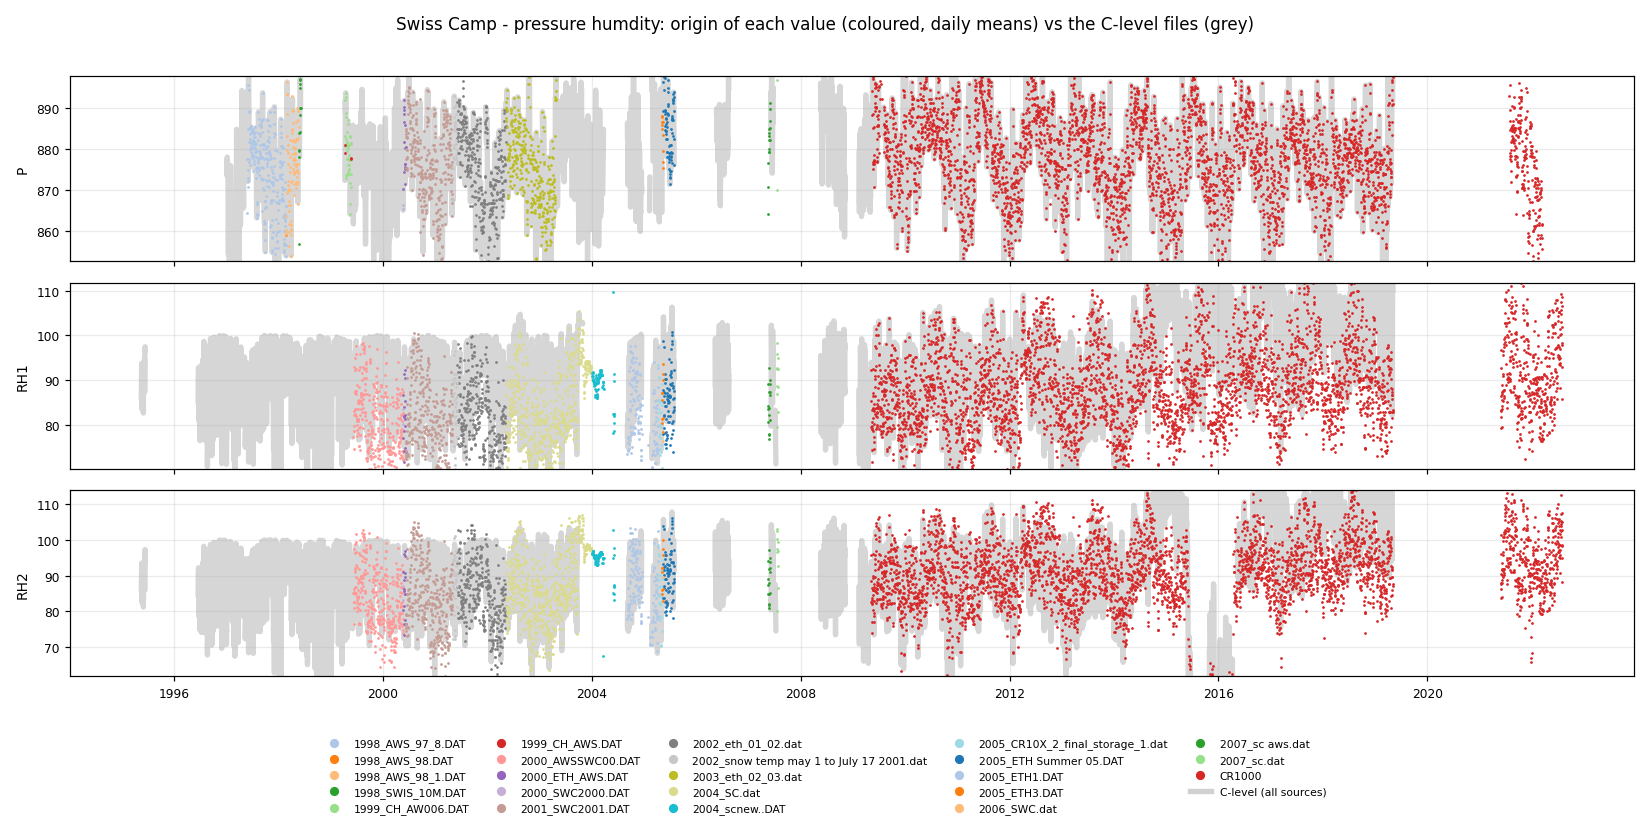 Swiss Camp - pressure humdity: origin of each value (coloured, daily means) vs the C-level files (grey)
P
890
880
870
860
RH1
110
100
90
80
RH2
110
100
90
80
70
1996
2000
2004
2008
2012
2016
2020
1998_AWS_97_8.DAT
1998_AWS_98.DAT
1998_AWS_98_1.DAT
1998_SWIS_10M.DAT
1999_CH_AW006.DAT
1999_CH_AWS.DAT
2000_AWSSWC00.DAT
2000_ETH_AWS.DAT
2000_SWC2000.DAT
2001_SWC2001.DAT
2002_eth_01_02.dat
2002_snow temp may 1 to July 17 2001.dat
2003_eth_02_03.dat
2004_SC.dat
2004_scnew..DAT
2005_CR10X_2_final_storage_1.dat
2005_ETH Summer 05.DAT
2005_ETH1.DAT
2005_ETH3.DAT
2006_SWC.dat
2007_sc aws.dat
2007_sc.dat
CR1000
C-level (all sources)